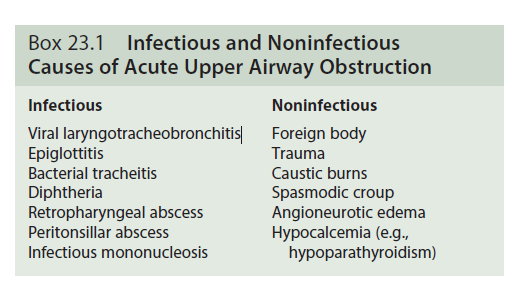 Box 23.1 Infectious and Noninfectious
Causes of Acute Upper Airway Obstruction
Infectious
Viral laryngotracheobronchitis
Epiglottitis
Bacterial tracheitis
Diphtheria
Retropharyngeal abscess
Peritonsillar abscess
Infectious mononucleosis
Noninfectious
Foreign body
Trauma
Caustic burns
Spasmodic croup
Angioneurotic edema
Hypocalcemia (e.g.,
hypoparathyroidism)